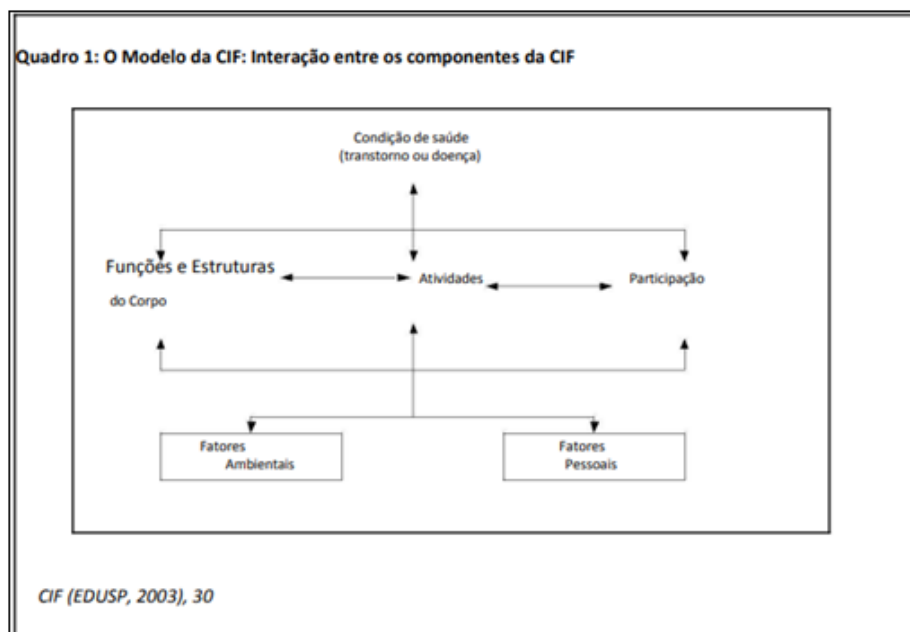 Quadro 1: O Modelo da CIF: Interação entre os componentes da CIF
Condição de saúde
(transtorno ou doença)
Funções e Estruturas
do Corpo
Atividades
Participação
Fatores
Ambientais
Fatores
Pessoais
CIF (EDUSP, 2003), 30